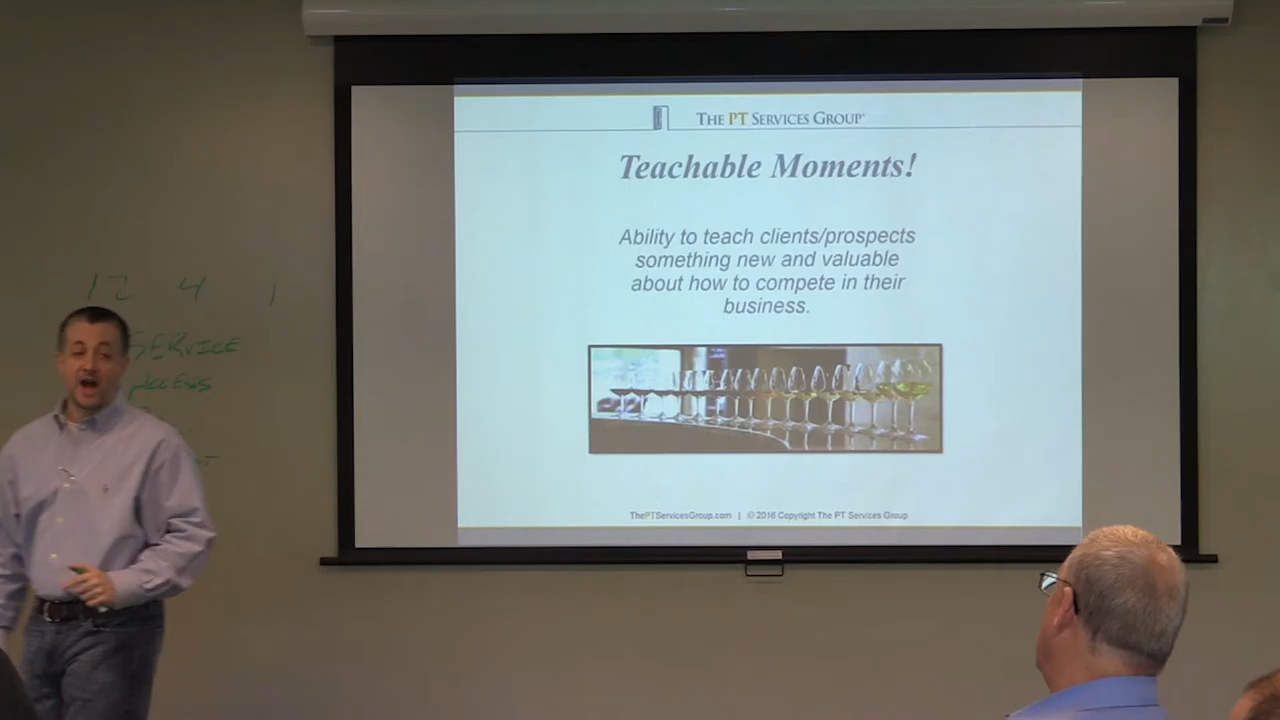 THE PT SERVICES GROUP
Teachable Moments!
Ability to teach clients/prospects
something new and valuable
about how to compete in their
business.
ThePTServicesGroup.com | © 2016 Copyright The PT Services Group
12 4 1
SERVICE
ACCESS